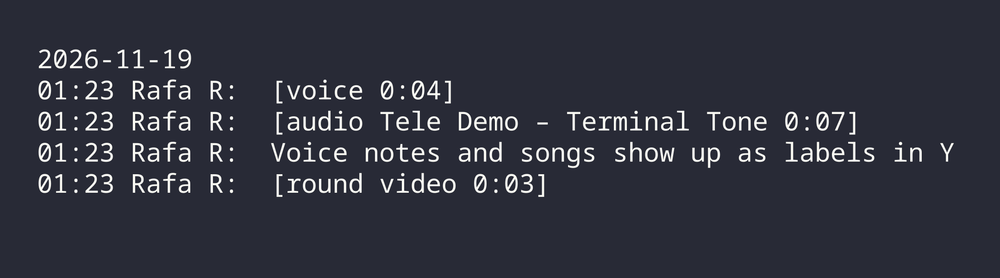 2026-11-19
01:23 Rafa R:  [voice 0:04]
01:23 Rafa R:  [audio Tele Demo – Terminal Tone 0:07]
01:23 Rafa R:  Voice notes and songs show up as labels in Y
01:23 Rafa R:  [round video 0:03]